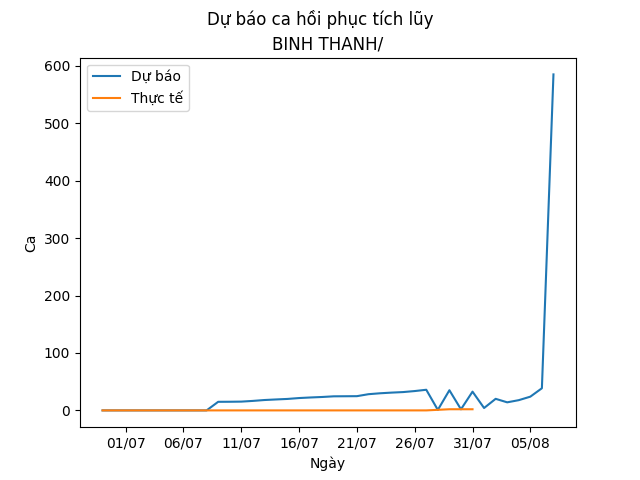 Dự báo ca hồi phục tích lũy
BINH THANH/
Dự báo
Thực tế
600
500
400
300
200
100
0
Ca
01/07 06/07 11/07 16/07 21/07 26/07 31/07 05/08
Ngày